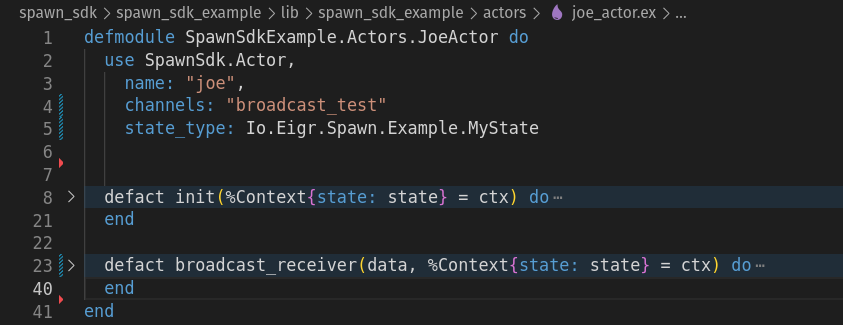 spawn_sdk > spawn_sdk_example > lib > spawn_sdk_example > actors > joe_actor.ex > ...
1 defmodule SpawnSdkExample.Actors.JoeActor do
2   use SpawnSdk.Actor,
3     name: "joe",
4     channels: "broadcast_test"
5     state_type: Io.Eigr.Spawn.Example.MyState
6
7
8 > defact init(%Context{state: state} = ctx) do ⋯
21   end
22
23 > defact broadcast_receiver(data, %Context{state: state} = ctx) do ⋯
40   end
41 end